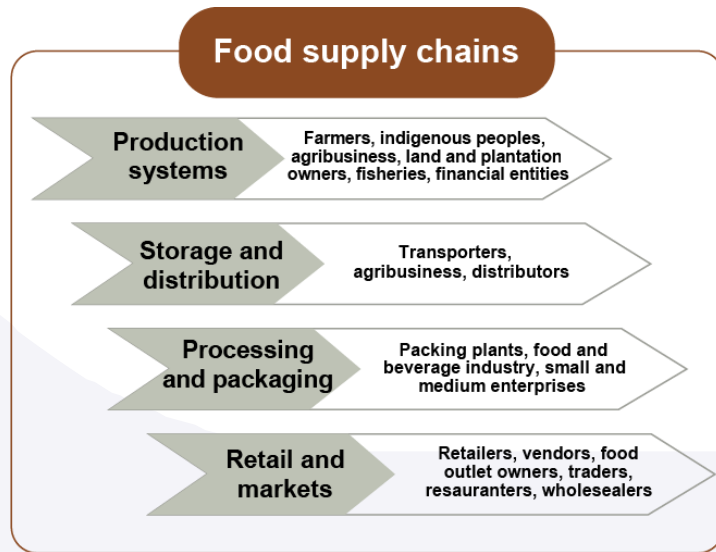 Food supply chains
Production
systems
Farmers, indigenous peoples,
agribusiness, land and plantation
owners, fisheries, financial entities
Storage and
distribution
Transporters,
agribusiness, distributors
Processing
and packaging
Packing plants, food and
beverage industry, small and
medium enterprises
Retail and
markets
Retailers, vendors, food
outlet owners, traders,
resauranters, wholesealers